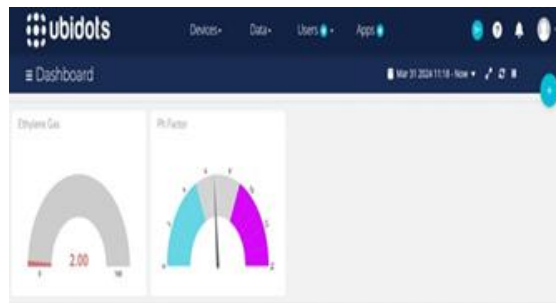 ubidots
Devices
Data
Users
Apps
Dashboard
Mar 31 2024 11:18 - Now
Ethylene Gas
Ph Factor
2.00
0
100